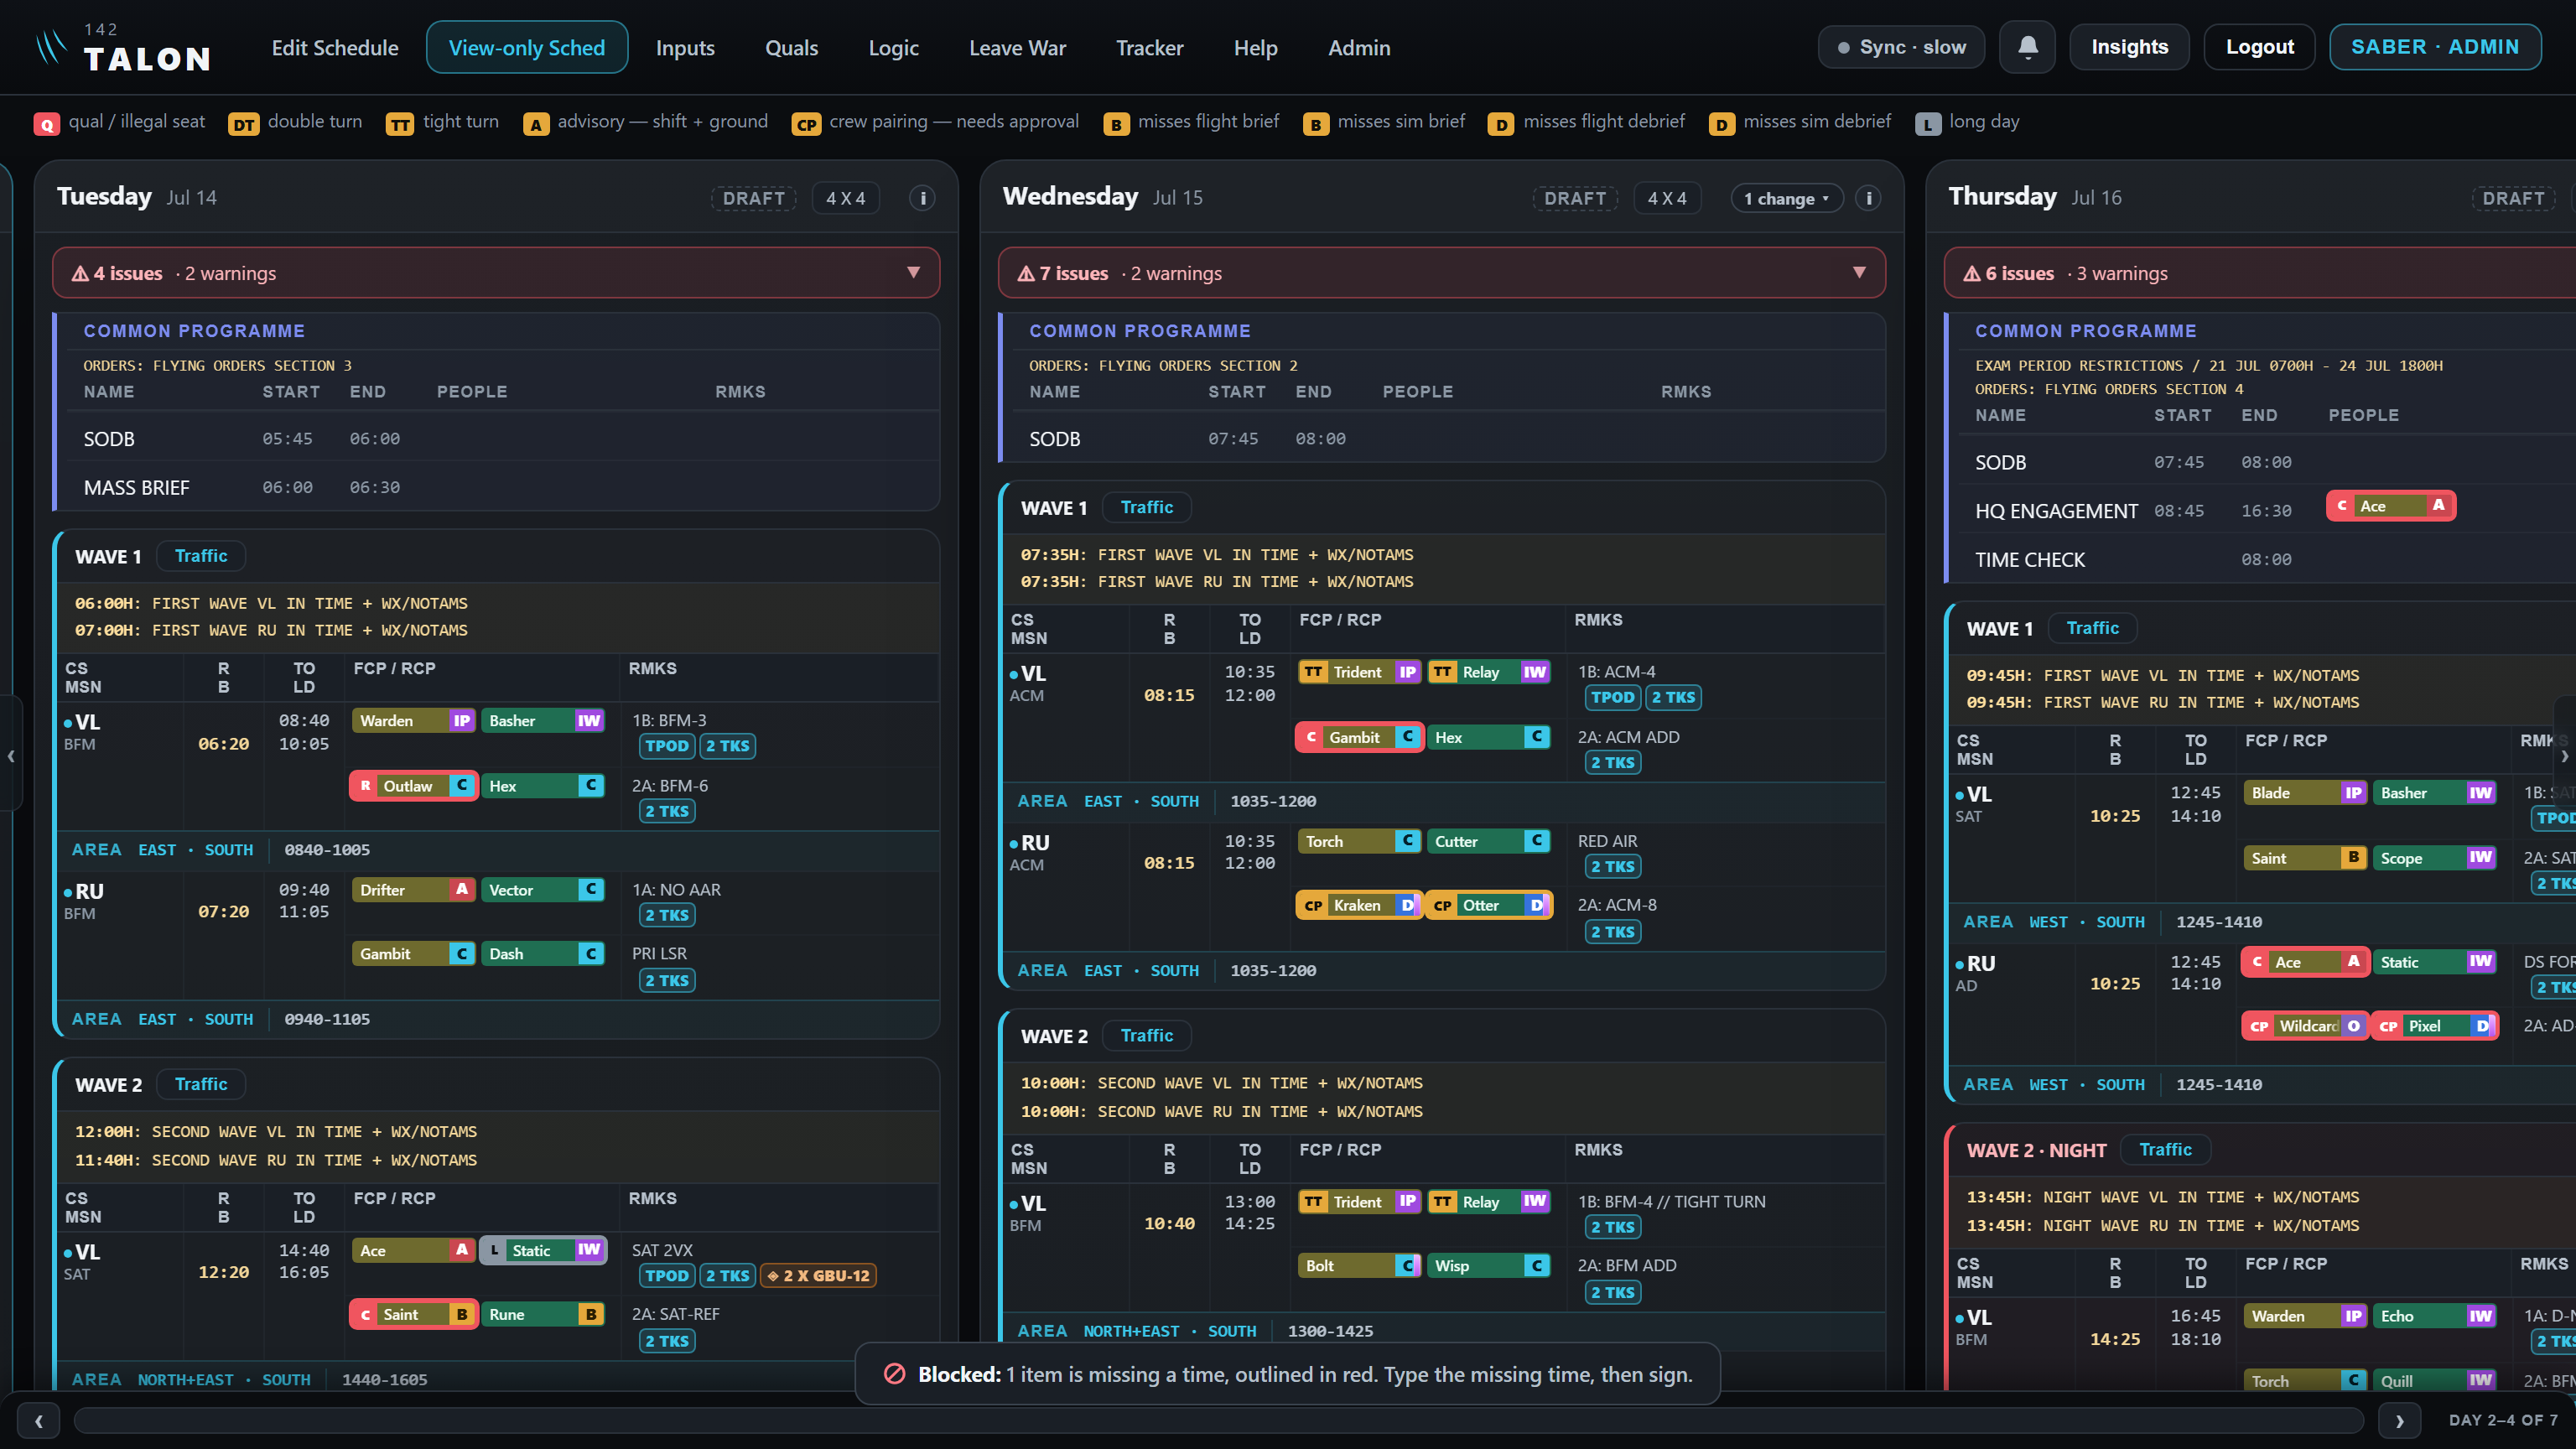 142
TALON
Edit Schedule
View-only Sched
Inputs
Quals
Logic
Leave War
Tracker
Help
Admin
Sync · slow
Insights
Logout
SABER · ADMIN
Q qual / illegal seat
DT double turn
TT tight turn
A advisory — shift + ground
CP crew pairing — needs approval
B misses flight brief
B misses sim brief
D misses flight debrief
D misses sim debrief
L long day
Tuesday Jul 14
DRAFT
4 X 4
i
4 issues · 2 warnings
COMMON PROGRAMME
ORDERS: FLYING ORDERS SECTION 3
NAME START END PEOPLE RMKS
SODB 05:45 06:00
MASS BRIEF 06:00 06:30
WAVE 1 Traffic
06:00H: FIRST WAVE VL IN TIME + WX/NOTAMS
07:00H: FIRST WAVE RU IN TIME + WX/NOTAMS
CS R TO FCP / RCP RMKS
MSN B LD
VL 08:40 Warden IP Basher IW 1B: BFM-3
BFM 06:20 10:05 TPOD 2 TKS
R Outlaw C Hex C 2A: BFM-6
2 TKS
AREA EAST · SOUTH 0840-1005
RU 09:40 Drifter A Vector C 1A: NO AAR
BFM 07:20 11:05 2 TKS
Gambit C Dash C PRI LSR
2 TKS
AREA EAST · SOUTH 0940-1105
WAVE 2 Traffic
12:00H: SECOND WAVE VL IN TIME + WX/NOTAMS
11:40H: SECOND WAVE RU IN TIME + WX/NOTAMS
CS R TO FCP / RCP RMKS
MSN B LD
VL 14:40 Ace A L Static IW SAT 2VX
SAT 12:20 16:05 TPOD 2 TKS 2 X GBU-12
C Saint B Rune B 2A: SAT-REF
2 TKS
AREA NORTH+EAST · SOUTH 1440-1605
Wednesday Jul 15
DRAFT
4 X 4
1 change
i
7 issues · 2 warnings
COMMON PROGRAMME
ORDERS: FLYING ORDERS SECTION 2
NAME START END PEOPLE RMKS
SODB 07:45 08:00
WAVE 1 Traffic
07:35H: FIRST WAVE VL IN TIME + WX/NOTAMS
07:35H: FIRST WAVE RU IN TIME + WX/NOTAMS
CS R TO FCP / RCP RMKS
MSN B LD
VL 10:35 TT Trident IP TT Relay IW 1B: ACM-4
ACM 08:15 12:00 TPOD 2 TKS
C Gambit C Hex C 2A: ACM ADD
2 TKS
AREA EAST · SOUTH 1035-1200
RU 10:35 Torch C Cutter C RED AIR
ACM 08:15 12:00 2 TKS
CP Kraken D CP Otter D 2A: ACM-8
2 TKS
AREA EAST · SOUTH 1035-1200
WAVE 2 Traffic
10:00H: SECOND WAVE VL IN TIME + WX/NOTAMS
10:00H: SECOND WAVE RU IN TIME + WX/NOTAMS
CS R TO FCP / RCP RMKS
MSN B LD
VL 13:00 TT Trident IP TT Relay IW 1B: BFM-4 // TIGHT TURN
BFM 10:40 14:25 2 TKS
Bolt C Wisp C 2A: BFM ADD
2 TKS
AREA NORTH+EAST · SOUTH 1300-1425
Thursday Jul 16
DRAFT
6 issues · 3 warnings
COMMON PROGRAMME
EXAM PERIOD RESTRICTIONS / 21 JUL 0700H - 24 JUL 1800H
ORDERS: FLYING ORDERS SECTION 4
NAME START END PEOPLE
SODB 07:45 08:00
HQ ENGAGEMENT 08:45 16:30 C Ace A
TIME CHECK 08:00
WAVE 1 Traffic
09:45H: FIRST WAVE VL IN TIME + WX/NOTAMS
09:45H: FIRST WAVE RU IN TIME + WX/NOTAMS
CS R TO FCP / RCP RMKS
MSN B LD
VL 12:45 Blade IP Basher IW 1B: SAT
SAT 10:25 14:10 TPOD
Saint B Scope IW 2A: SAT
2 TKS
AREA WEST · SOUTH 1245-1410
RU 12:45 C Ace A Static IW DS FOR
AD 10:25 14:10 2 TKS
CP Wildcard O CP Pixel D 2A: AD
AREA WEST · SOUTH 1245-1410
WAVE 2 · NIGHT Traffic
13:45H: NIGHT WAVE VL IN TIME + WX/NOTAMS
13:45H: NIGHT WAVE RU IN TIME + WX/NOTAMS
CS R TO FCP / RCP RMKS
MSN B LD
VL 16:45 Warden IP Echo IW 1A: D-N
BFM 14:25 18:10 2 TKS
Torch C Quill IW 2A: BFM
Blocked: 1 item is missing a time, outlined in red. Type the missing time, then sign.
DAY 2–4 OF 7